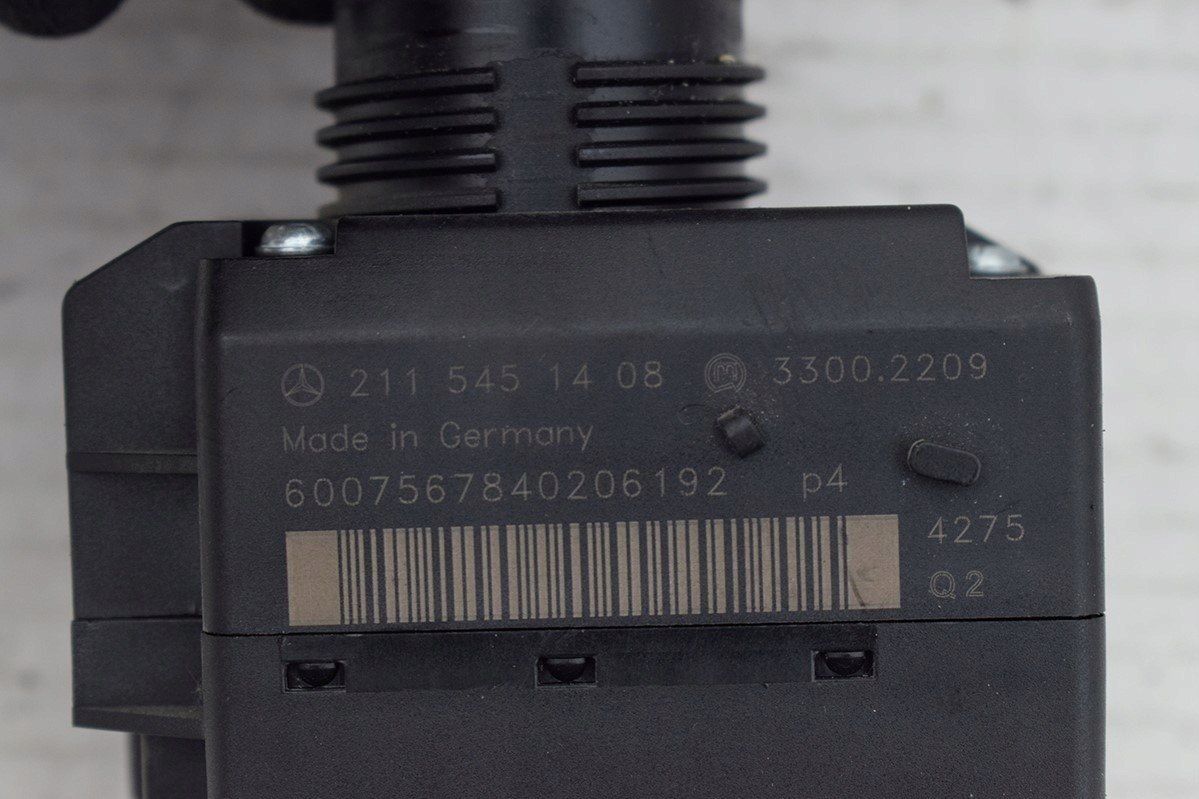 211 545 14 08 M 3300.2209
Made in Germany
6007567840206192 p4
4275
Q2